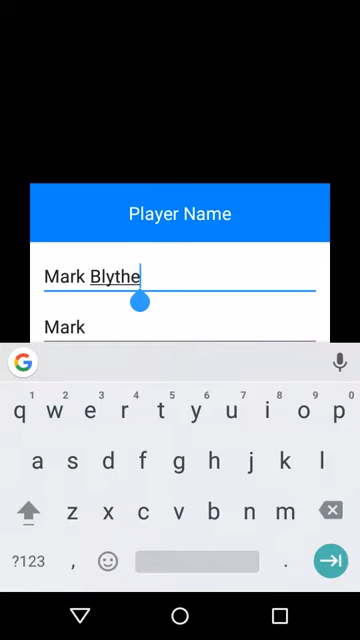 Player Name
Mark Blythe
Mark
1 2 3 4 5 6 7 8 9 0
q w e r t y u i o p
a s d f g h j k l
z x c v b n m
?123 , .